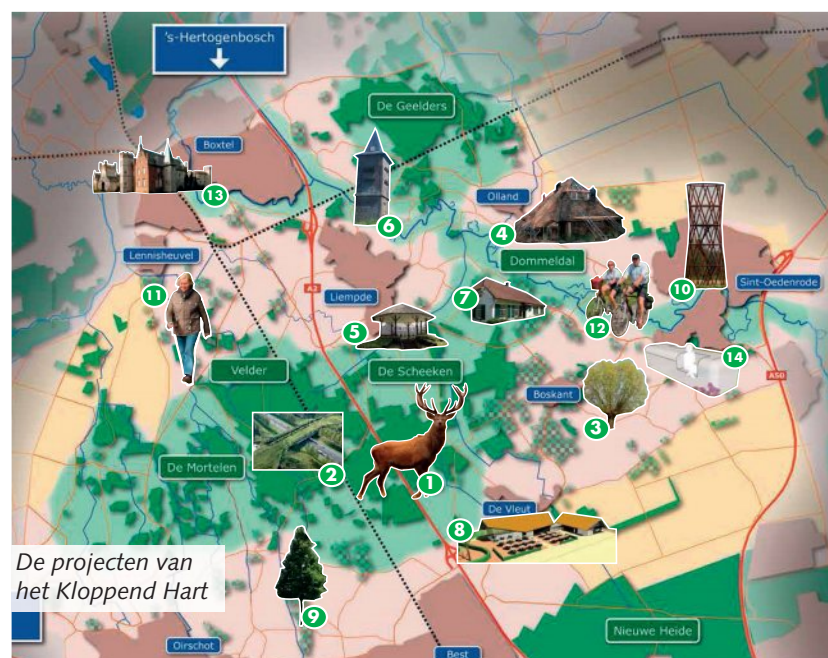 's-Hertogenbosch
De Geelders
Boxtel
13
6
Olland
4
Dommeldal
10
Lennisheuvel
Sint-Oedenrode
11
A2
Liempde
7
12
5
14
Velder
De Scheeken
A50
Boskant
3
De Mortelen
2
1
De Vleut
8
De projecten van
het Kloppend Hart
9
Nieuwe Heide
Oirschot
Best